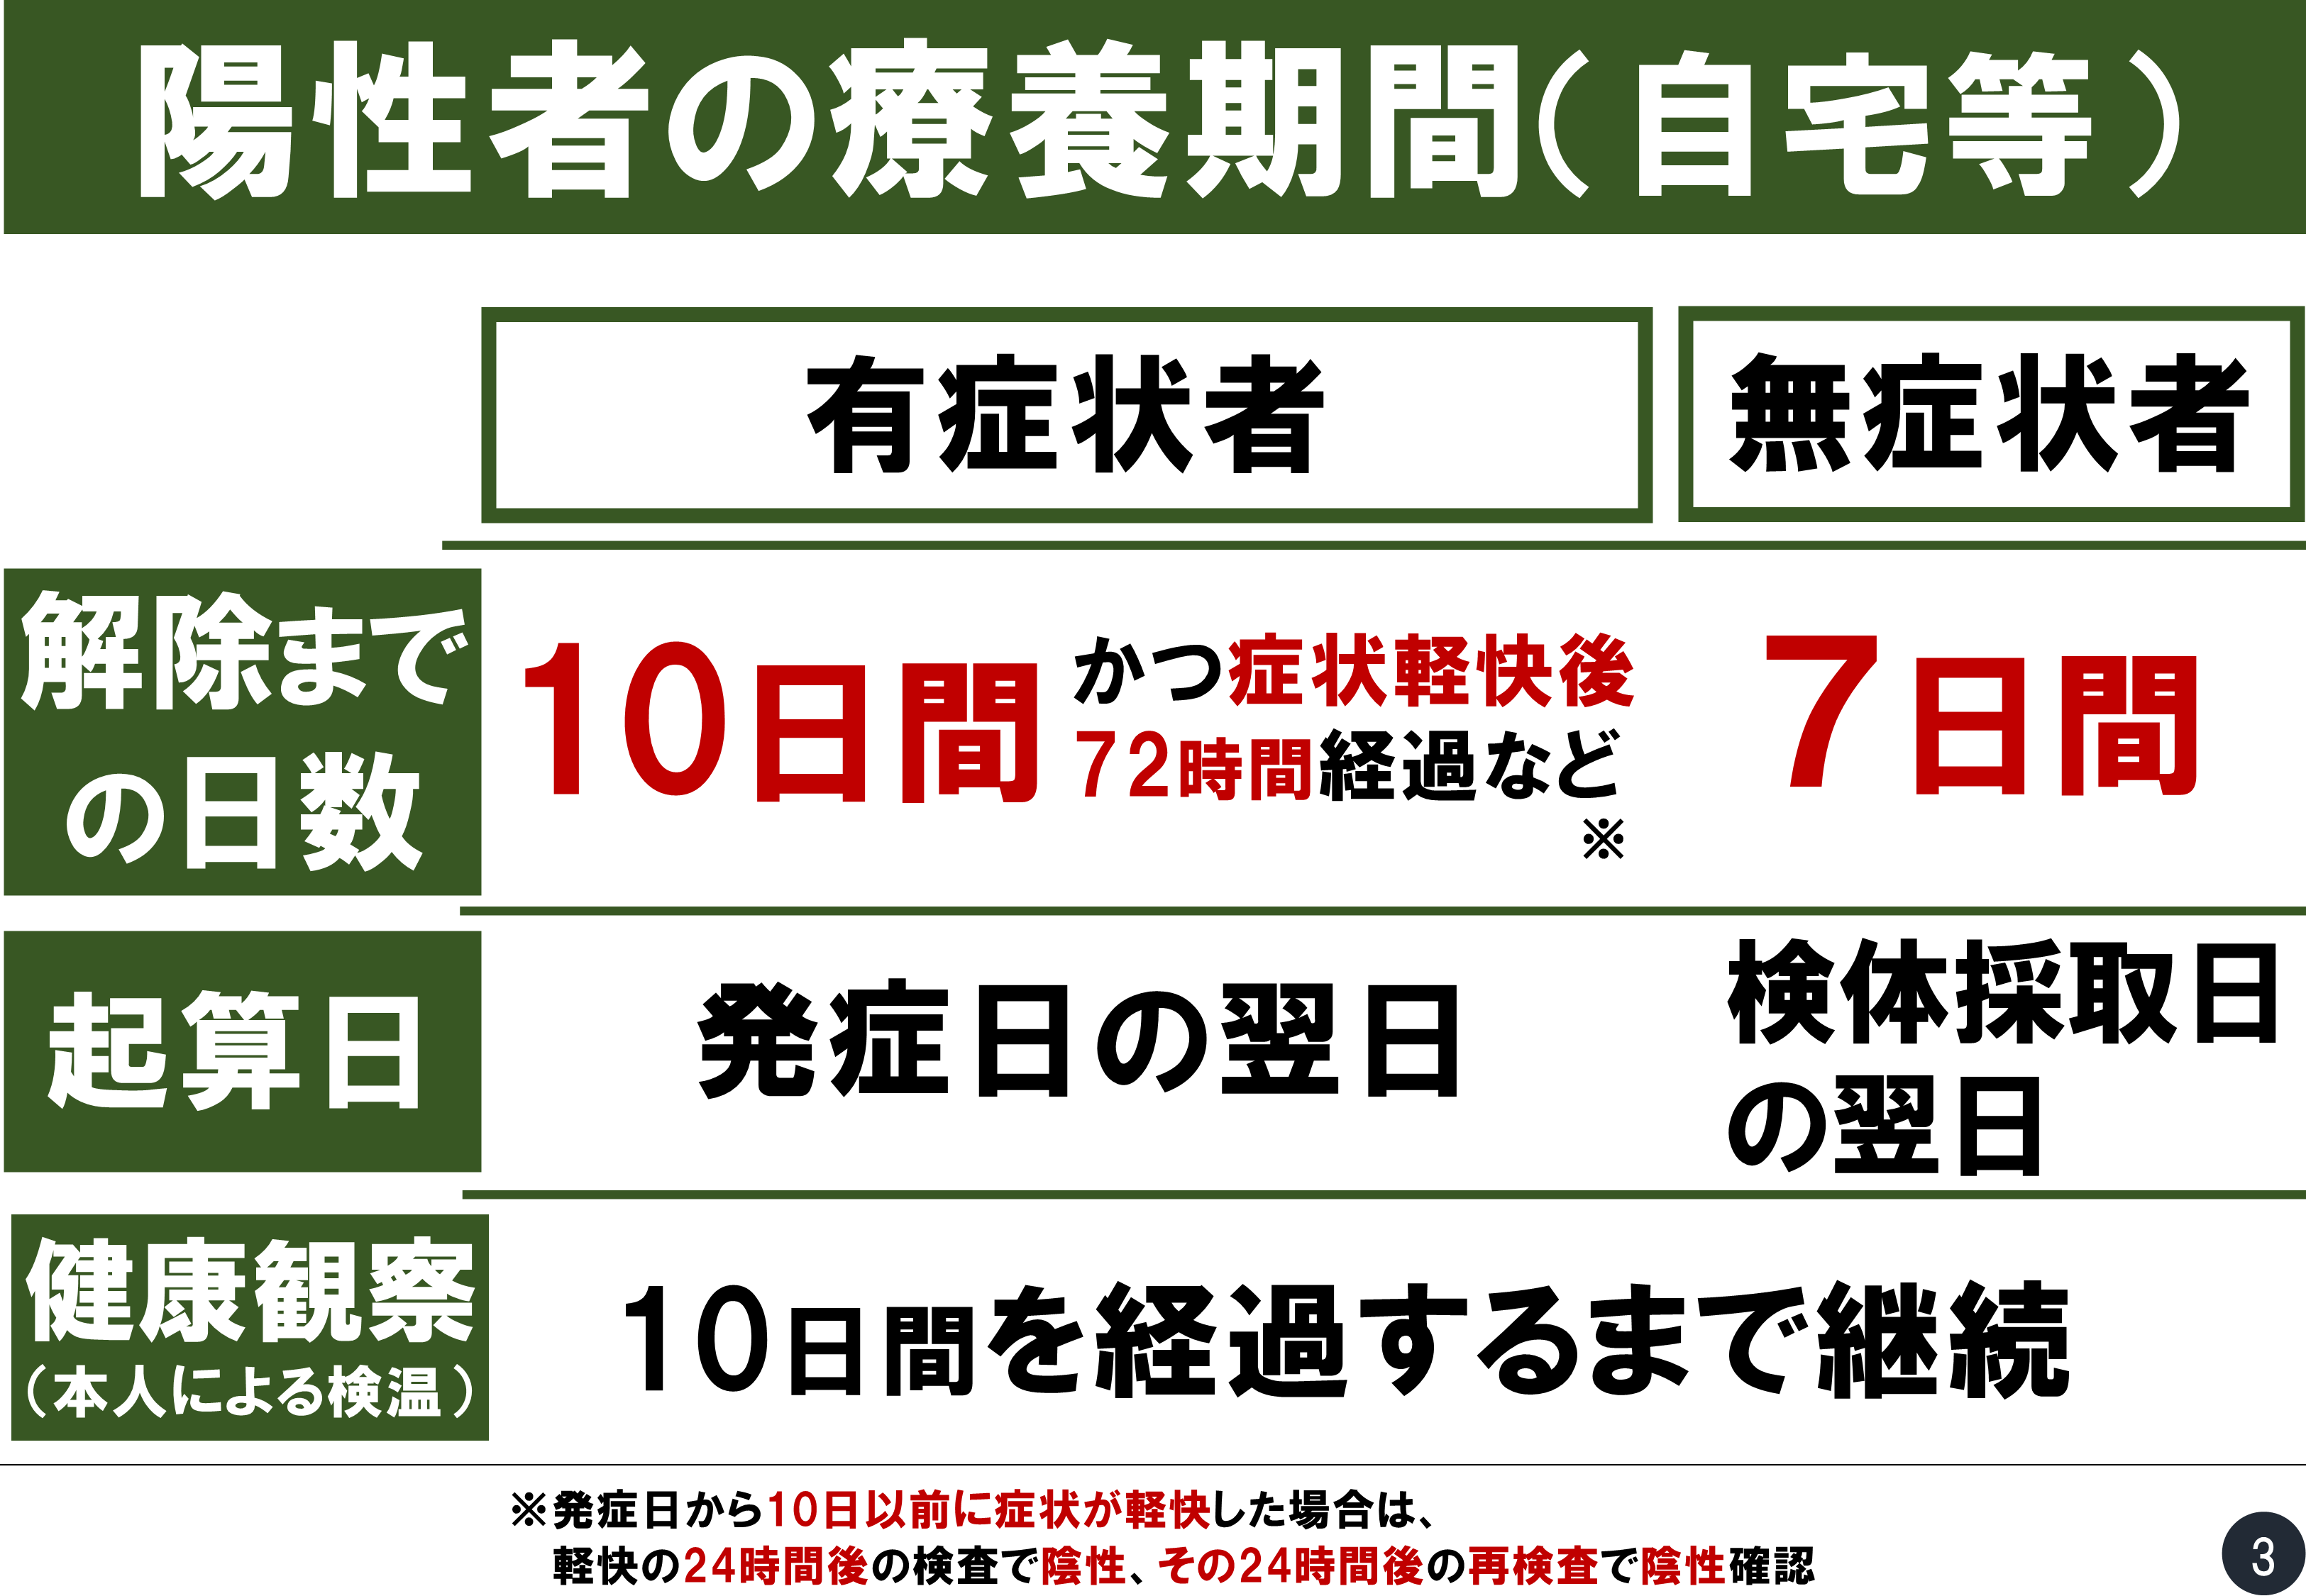 陽性者の療養期間（自宅等）
有症状者
無症状者
解除まで
の日数
10日間
かつ症状軽快後
72時間経過など
※
7日間
起算日
発症日の翌日
検体採取日
の翌日
健康観察
（本人による検温）
10日間を経過するまで継続
※発症日から10日以前に症状が軽快した場合は、
軽快の24時間後の検査で陰性、その24時間後の再検査で陰性確認
3